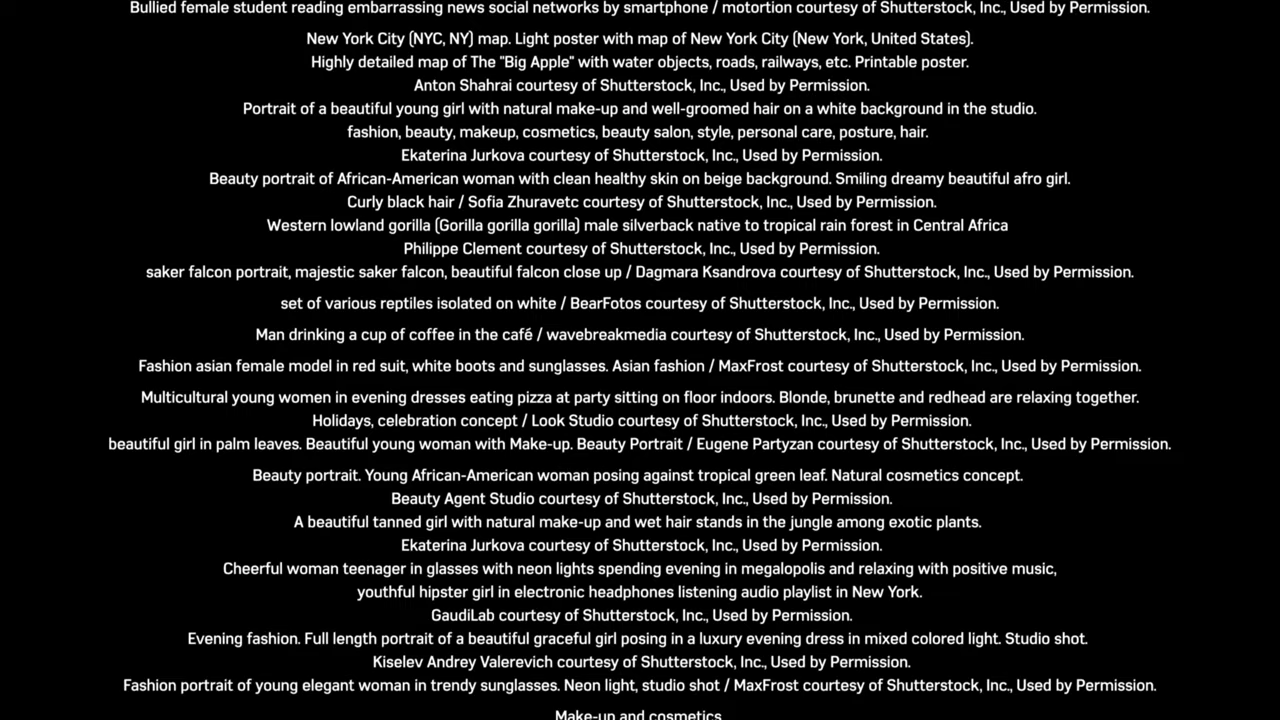 Bullied female student reading embarrassing news social networks by smartphone / motortion courtesy of Shutterstock, Inc., Used by Permission.
New York City (NYC, NY) map. Light poster with map of New York City (New York, United States).
Highly detailed map of The "Big Apple" with water objects, roads, railways, etc. Printable poster.
Anton Shahrai courtesy of Shutterstock, Inc., Used by Permission.
Portrait of a beautiful young girl with natural make-up and well-groomed hair on a white background in the studio.
fashion, beauty, makeup, cosmetics, beauty salon, style, personal care, posture, hair.
Ekaterina Jurkova courtesy of Shutterstock, Inc., Used by Permission.
Beauty portrait of African-American woman with clean healthy skin on beige background. Smiling dreamy beautiful afro girl.
Curly black hair / Sofia Zhuravetc courtesy of Shutterstock, Inc., Used by Permission.
Western lowland gorilla (Gorilla gorilla gorilla) male silverback native to tropical rain forest in Central Africa
Philippe Clement courtesy of Shutterstock, Inc., Used by Permission.
saker falcon portrait, majestic saker falcon, beautiful falcon close up / Dagmara Ksandrova courtesy of Shutterstock, Inc., Used by Permission.
set of various reptiles isolated on white / BearFotos courtesy of Shutterstock, Inc., Used by Permission.
Man drinking a cup of coffee in the café / wavebreakmedia courtesy of Shutterstock, Inc., Used by Permission.
Fashion asian female model in red suit, white boots and sunglasses. Asian fashion / MaxFrost courtesy of Shutterstock, Inc., Used by Permission.
Multicultural young women in evening dresses eating pizza at party sitting on floor indoors. Blonde, brunette and redhead are relaxing together.
Holidays, celebration concept / Look Studio courtesy of Shutterstock, Inc., Used by Permission.
beautiful girl in palm leaves. Beautiful young woman with Make-up. Beauty Portrait / Eugene Partyzan courtesy of Shutterstock, Inc., Used by Permission.
Beauty portrait. Young African-American woman posing against tropical green leaf. Natural cosmetics concept.
Beauty Agent Studio courtesy of Shutterstock, Inc., Used by Permission.
A beautiful tanned girl with natural make-up and wet hair stands in the jungle among exotic plants.
Ekaterina Jurkova courtesy of Shutterstock, Inc., Used by Permission.
Cheerful woman teenager in glasses with neon lights spending evening in megalopolis and relaxing with positive music,
youthful hipster girl in electronic headphones listening audio playlist in New York.
GaudiLab courtesy of Shutterstock, Inc., Used by Permission.
Evening fashion. Full length portrait of a beautiful graceful girl posing in a luxury evening dress in mixed colored light. Studio shot.
Kiselev Andrey Valerevich courtesy of Shutterstock, Inc., Used by Permission.
Fashion portrait of young elegant woman in trendy sunglasses. Neon light, studio shot / MaxFrost courtesy of Shutterstock, Inc., Used by Permission.
Make-up and cosmetics